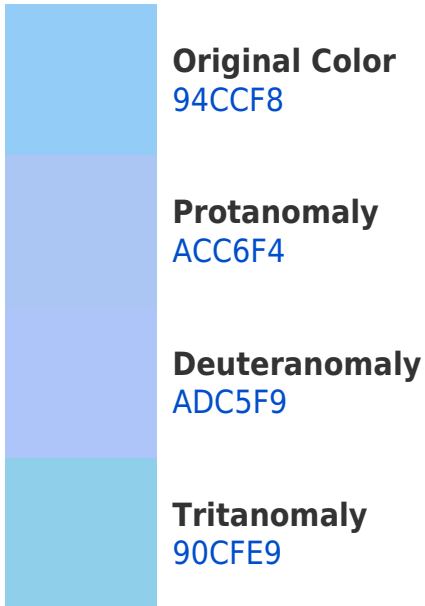 Original Color
94CCF8
Protanomaly
ACC6F4
Deuteranomaly
ADC5F9
Tritanomaly
90CFE9